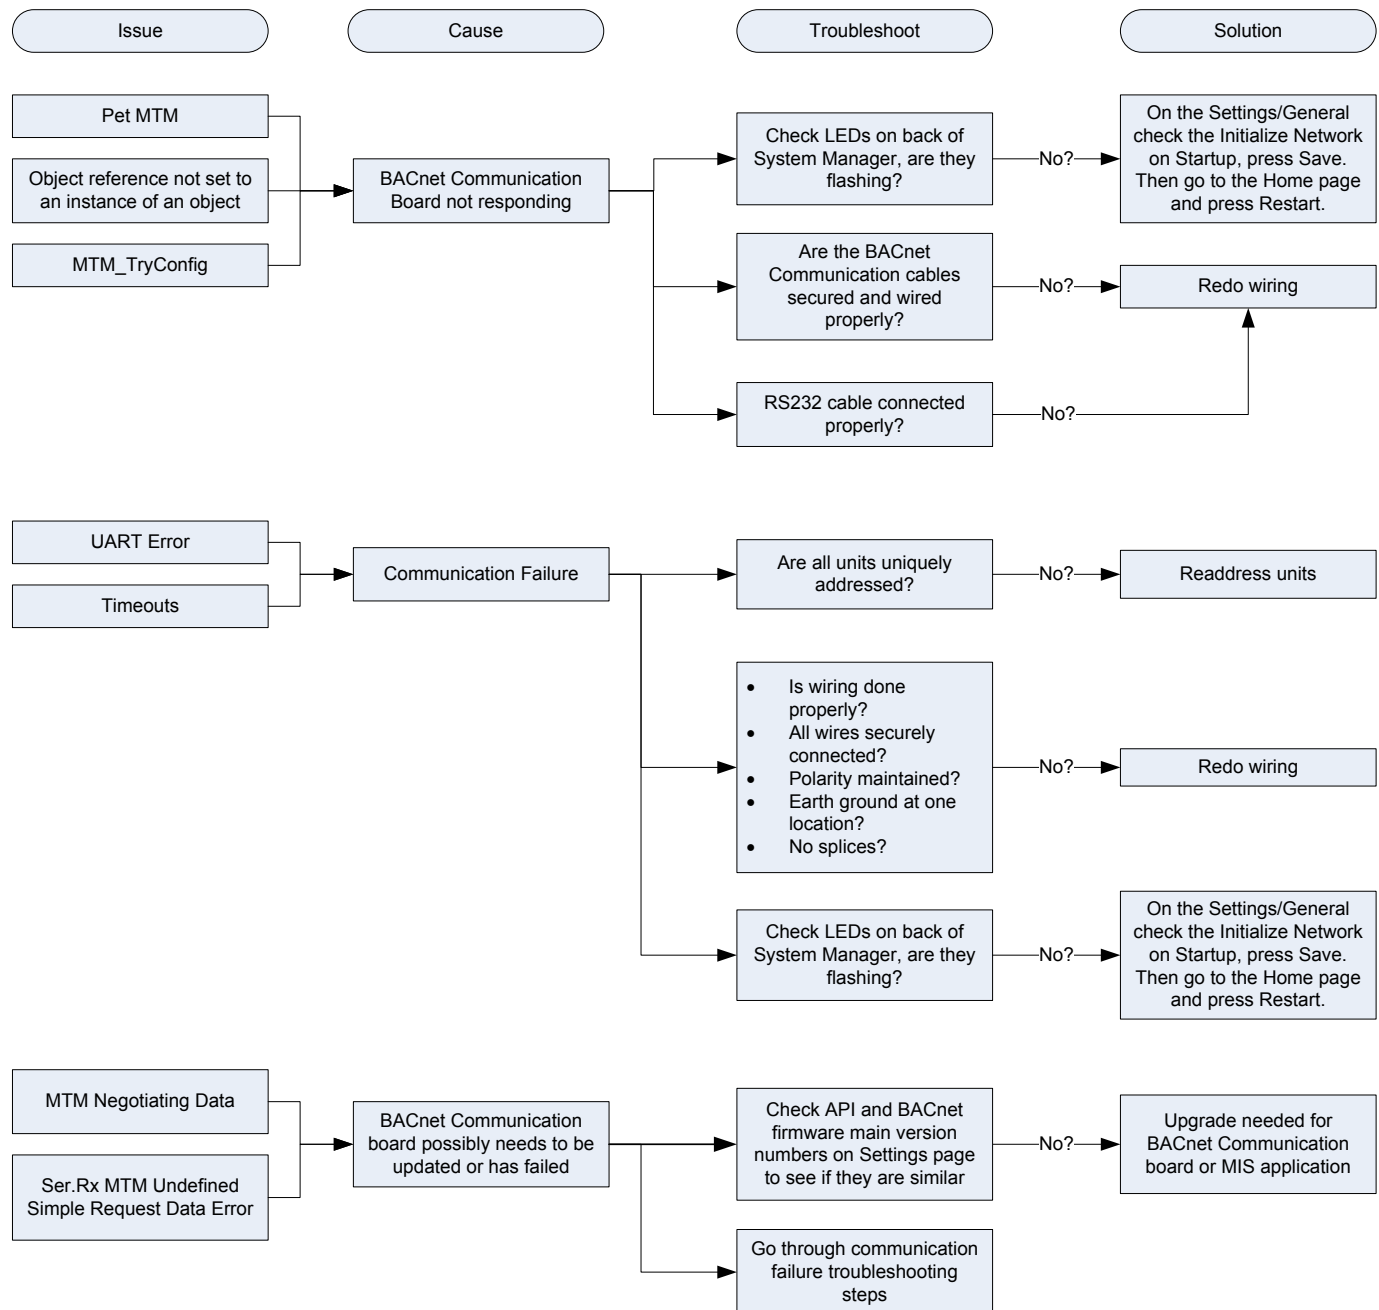 Issue
Cause
Troubleshoot
Solution
Pet MTM
Object reference not set to
an instance of an object
MTM_TryConfig
BACnet Communication
Board not responding
Check LEDs on back of
System Manager, are they
flashing?
No?
On the Settings/General
check the Initialize Network
on Startup, press Save.
Then go to the Home page
and press Restart.
Are the BACnet
Communication cables
secured and wired
properly?
No?
Redo wiring
RS232 cable connected
properly?
No?
UART Error
Timeouts
Communication Failure
Are all units uniquely
addressed?
No?
Readdress units
• Is wiring done
properly?
• All wires securely
connected?
• Polarity maintained?
• Earth ground at one
location?
• No splices?
No?
Redo wiring
Check LEDs on back of
System Manager, are they
flashing?
No?
On the Settings/General
check the Initialize Network
on Startup, press Save.
Then go to the Home page
and press Restart.
MTM Negotiating Data
Ser.Rx MTM Undefined
Simple Request Data Error
BACnet Communication
board possibly needs to be
updated or has failed
Check API and BACnet
firmware main version
numbers on Settings page
to see if they are similar
No?
Upgrade needed for
BACnet Communication
board or MIS application
Go through communication
failure troubleshooting
steps